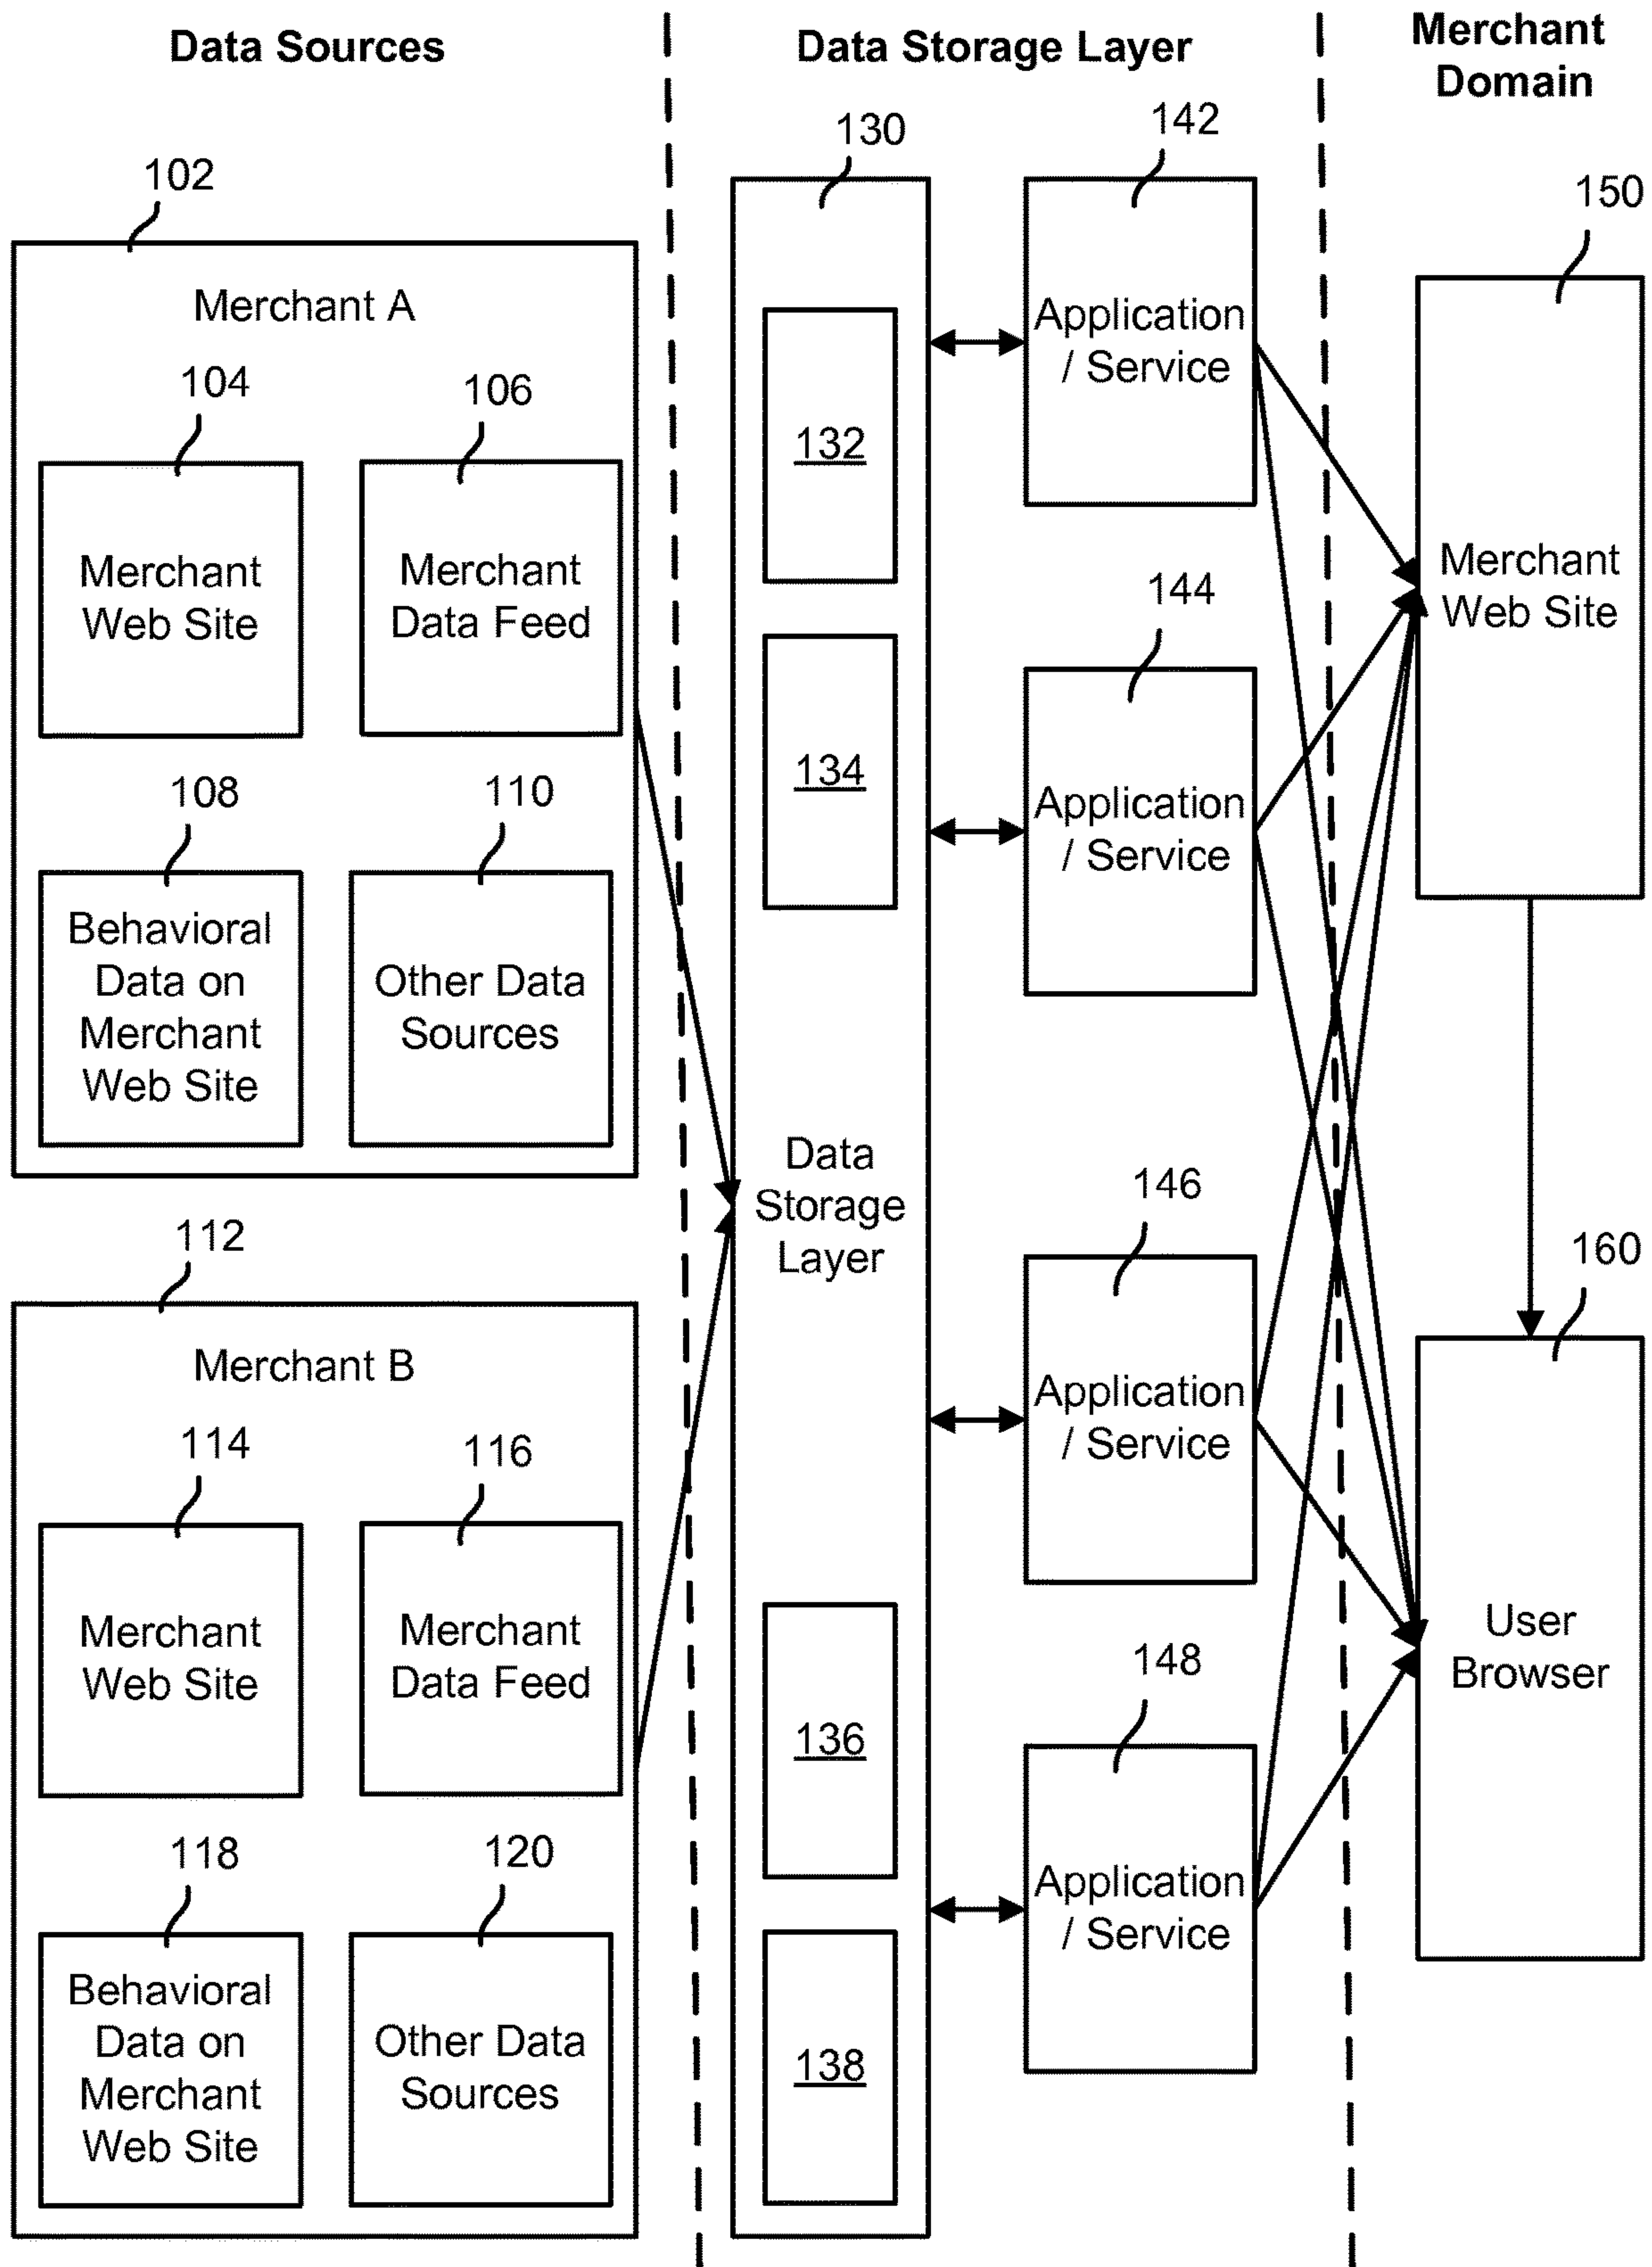 Data Sources
Data Storage Layer
Merchant
Domain
102
Merchant A
104
106
Merchant
Web Site
Merchant
Data Feed
108
110
Behavioral
Data on
Merchant
Web Site
Other Data
Sources
112
Merchant B
114
116
Merchant
Web Site
Merchant
Data Feed
118
120
Behavioral
Data on
Merchant
Web Site
Other Data
Sources
130
132
134
Data
Storage
Layer
136
138
142
Application
/ Service
144
Application
/ Service
146
Application
/ Service
148
Application
/ Service
150
Merchant
Web Site
160
User
Browser